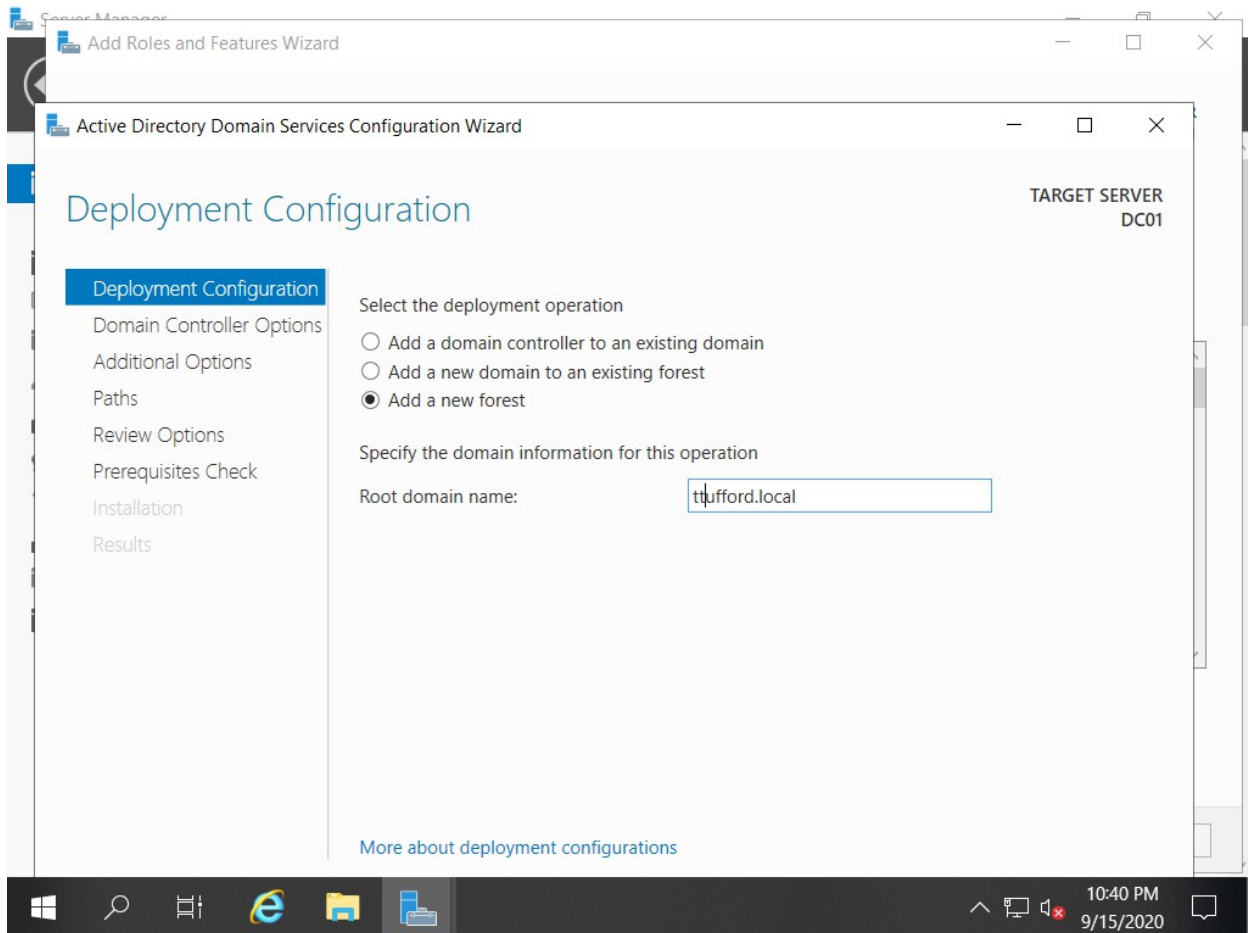 Server Manager
Add Roles and Features Wizard
Active Directory Domain Services Configuration Wizard
Deployment Configuration
TARGET SERVER
DC01
Deployment Configuration
Domain Controller Options
Additional Options
Paths
Review Options
Prerequisites Check
Installation
Results
Select the deployment operation
Add a domain controller to an existing domain
Add a new domain to an existing forest
Add a new forest
Specify the domain information for this operation
Root domain name:
ttufford.local
More about deployment configurations
10:40 PM
9/15/2020